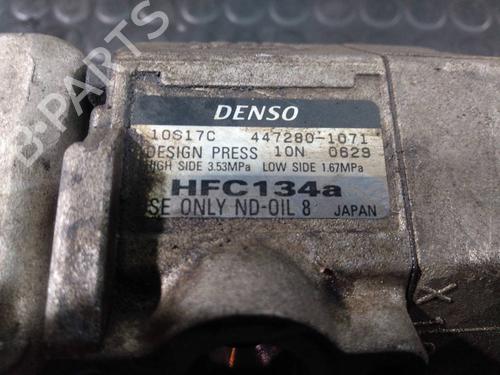 DENSO
10S17C 447280-1071
DESIGN PRESS 10N 0629
HIGH SIDE 3.53MPa LOW SIDE 1.67MPa
HFC134a
SE ONLY ND-OIL 8 JAPAN
X
B-PARTS